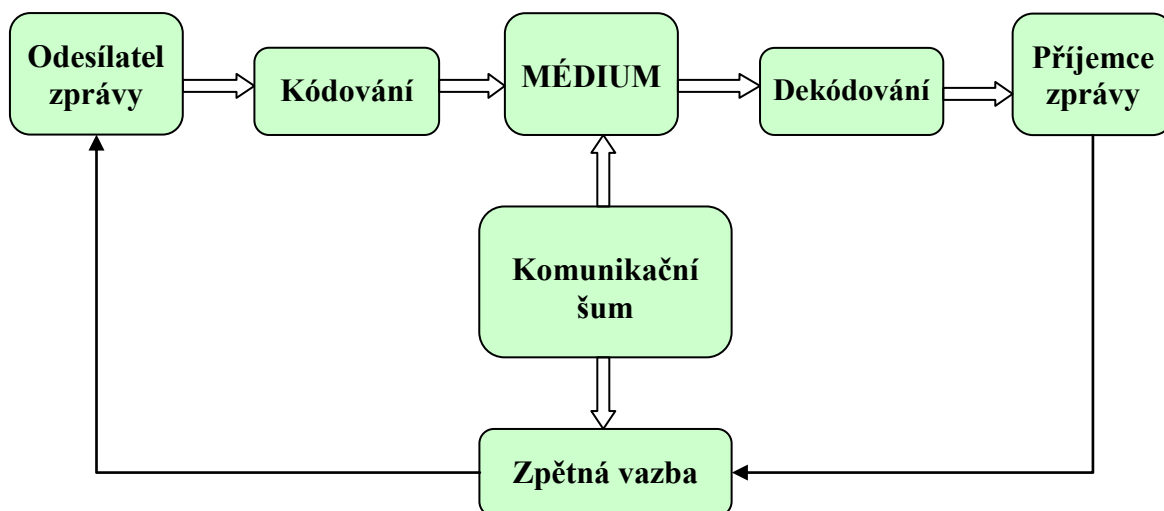 Odesílatel
zprávy
Kódování
MÉDIUM
Dekódování
Příjemce
zprávy
Komunikační
šum
Zpětná vazba